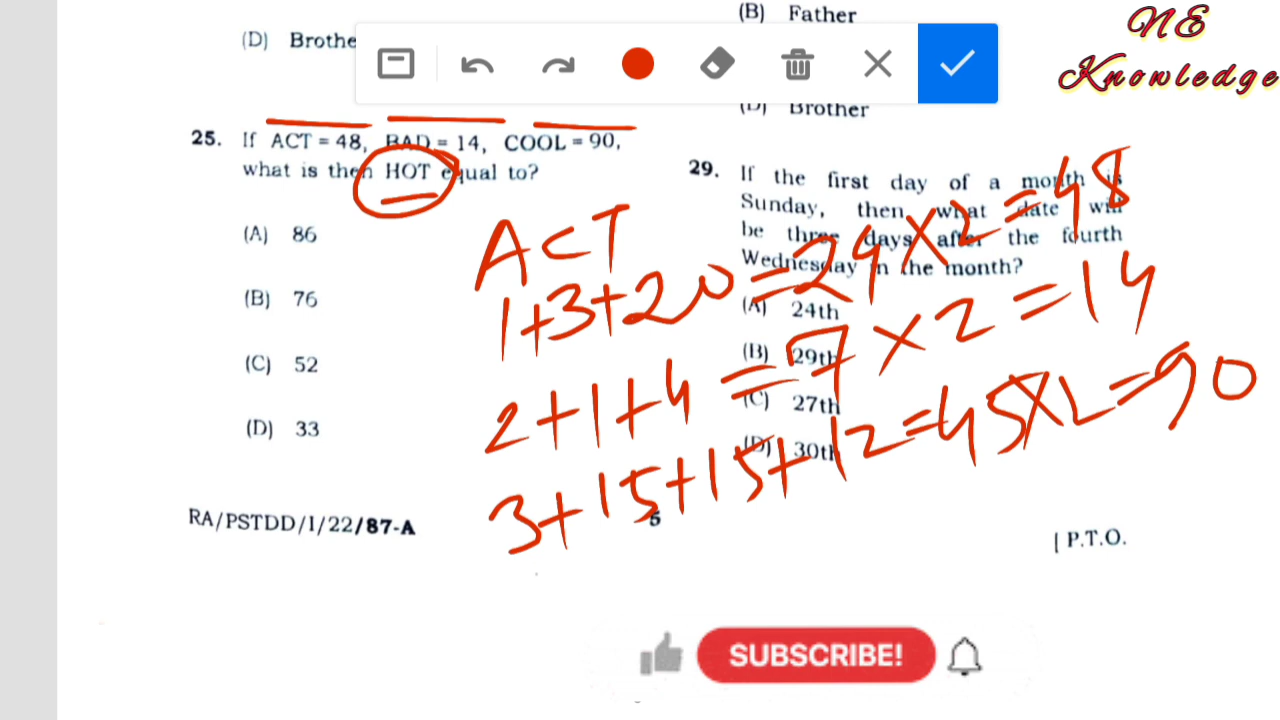 (B) Father
NE
Knowledge
(D) Brothe
(D) Brother
25. If ACT = 48, BAD = 14, COOL = 90,
what is then HOT equal to?
(A) 86
(B) 76
(C) 52
(D) 33
29. If the first day of a month is
Sunday, then what date will
be three days after the fourth
Wednesday in the month?
(A) 24th
(B) 29th
(C) 27th
(D) 30th
ACT
1+3+20=24×2=48
2+1+4=7×2=14
3+15+15+12=45×2=90
RA/PSTDD/1/22/87-A
5
[ P.T.O.
SUBSCRIBE!